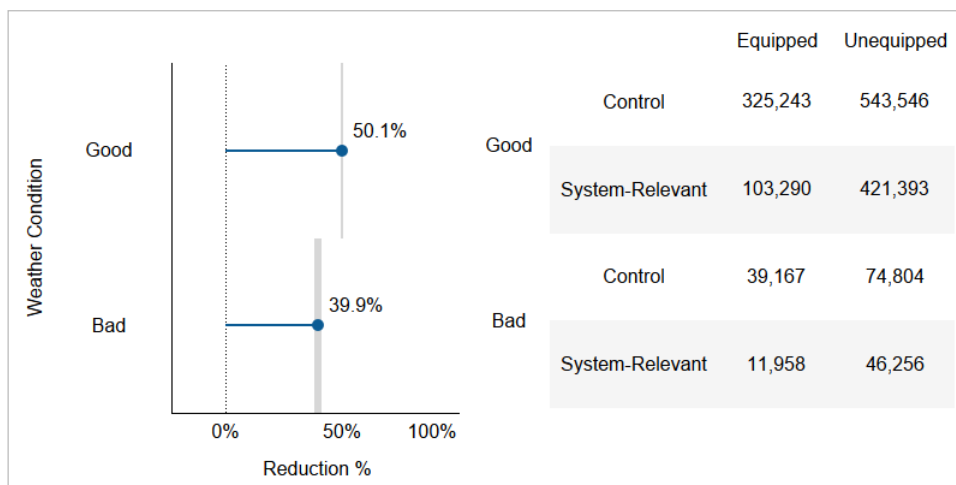 Equipped Unequipped
Control 325,243 543,546
50.1%
Good
Good
System-Relevant 103,290 421,393
Weather Condition
Control 39,167 74,804
39.9%
Bad
Bad
System-Relevant 11,958 46,256
0% 50% 100%
Reduction %